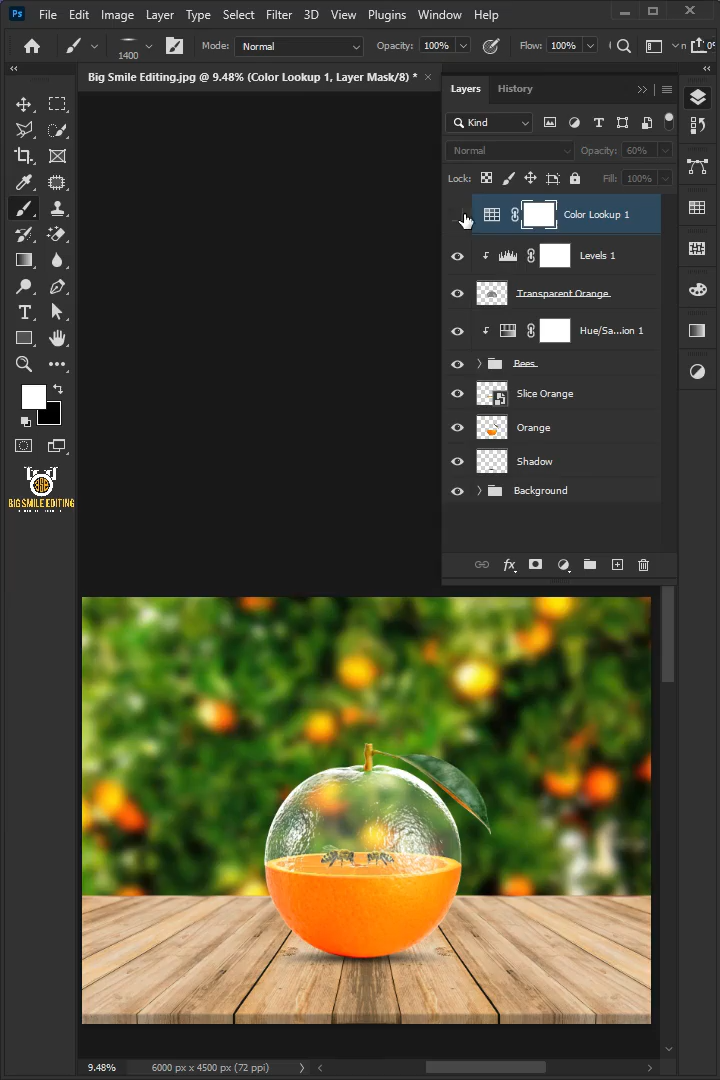 Ps File Edit Image Layer Type Select Filter 3D View Plugins Window Help
1400 Mode: Normal Opacity: 100% Flow: 100% 0°
Big Smile Editing.jpg @ 9.48% (Color Lookup 1, Layer Mask/8) * ×
Layers History
Kind
Normal Opacity: 60%
Lock: Fill: 100%
Color Lookup 1
Levels 1
Transparent Orange
Hue/Sa...ion 1
Bees
Slice Orange
Orange
Shadow
Background
fx
BIG SMILE EDITING
9.48% 6000 px x 4500 px (72 ppi)